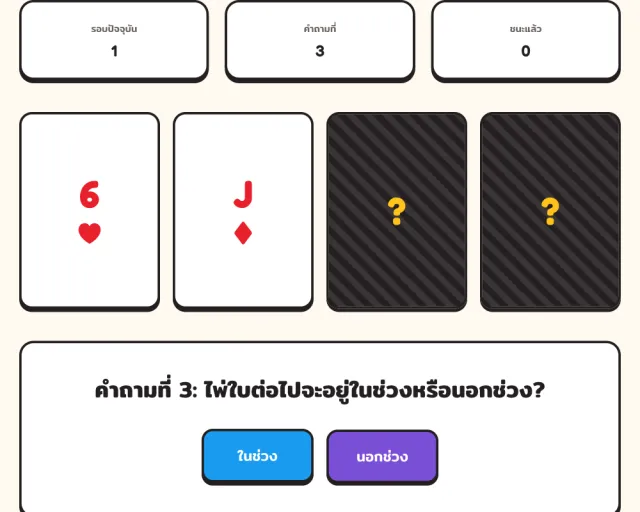 รอบปัจจุบัน
1
คำถามที่
3
ชนะแล้ว
0
6
J
?
?
คำถามที่ 3: ไพ่ใบต่อไปจะอยู่ในช่วงหรือนอกช่วง?
ในช่วง
นอกช่วง